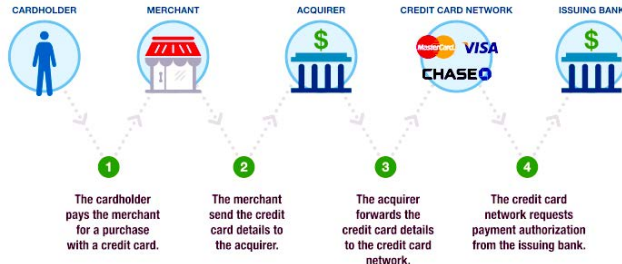 CARDHOLDER
MERCHANT
ACQUIRER
CREDIT CARD NETWORK
ISSUING BANK
$
MasterCard
VISA
CHASE
$
1
The cardholder
pays the merchant
for a purchase
with a credit card.
2
The merchant
send the credit
card details to
the acquirer.
3
The acquirer
forwards the
credit card details
to the credit card
network.
4
The credit card
network requests
payment authorization
from the issuing bank.